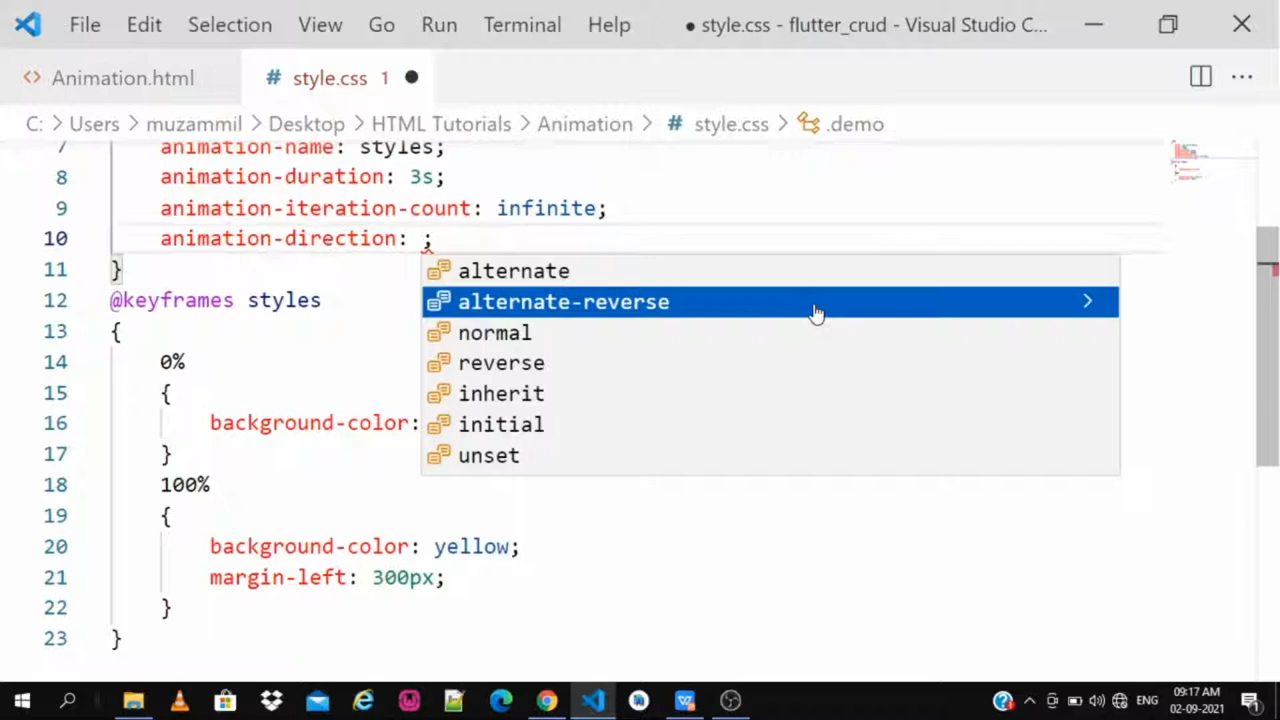 File Edit Selection View Go Run Terminal Help ● style.css - flutter_crud - Visual Studio C...
Animation.html # style.css 1 ●
C: > Users > muzammil > Desktop > HTML Tutorials > Animation > # style.css > .demo
7 animation-name: styles;
8 animation-duration: 3s;
9 animation-iteration-count: infinite;
10 animation-direction: ;
11 }
alternate
12 @keyframes styles
alternate-reverse
13 {
normal
14 0%
reverse
15 {
inherit
16 background-color:
initial
17 }
unset
18 100%
19 {
20 background-color: yellow;
21 margin-left: 300px;
22 }
23 }
ENG 09:17 AM
02-09-2021 1